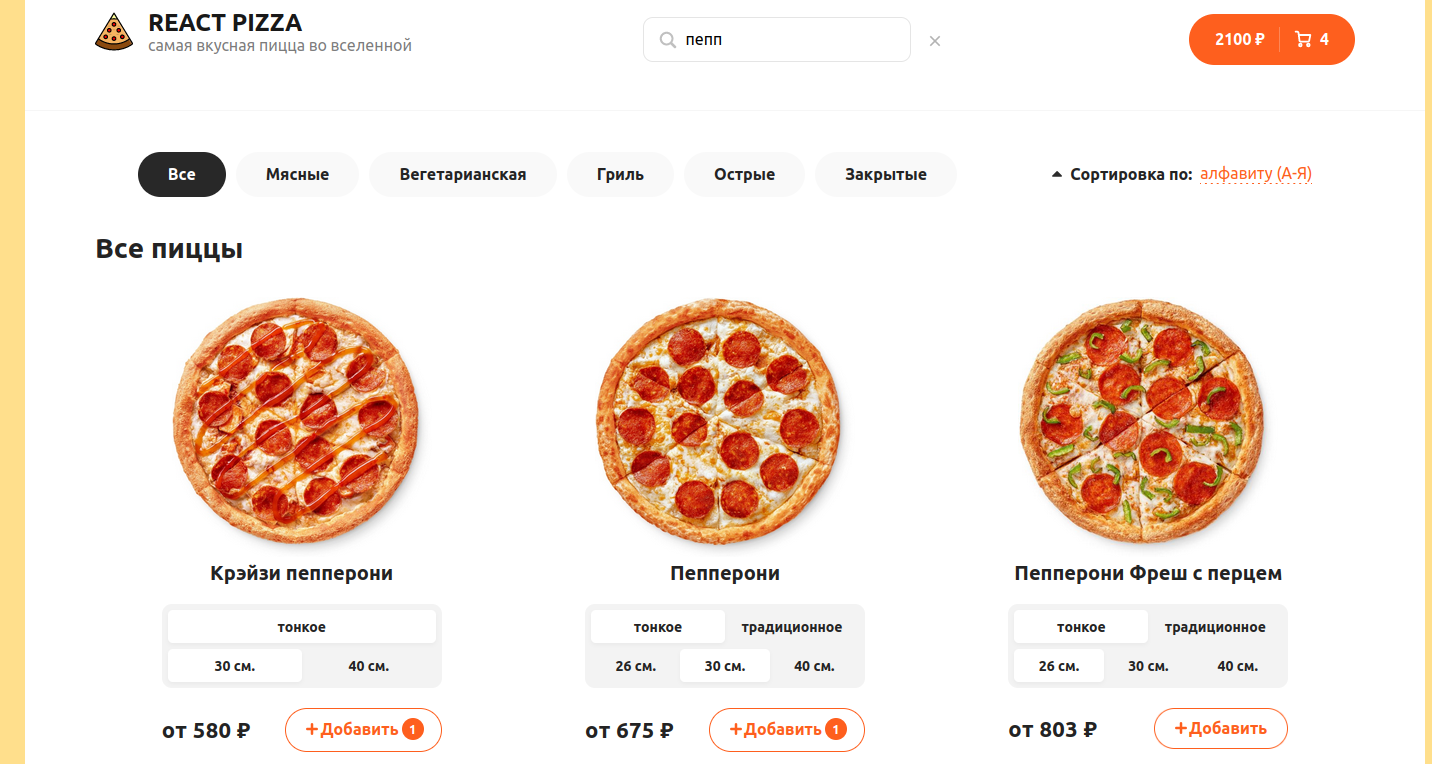 REACT PIZZA
самая вкусная пицца во вселенной
пепп
2100 ₽ 4
Все Мясные Вегетарианская Гриль Острые Закрытые
Сортировка по: алфавиту (А-Я)
Все пиццы
Крэйзи пепперони
тонкое
30 см. 40 см.
от 580 ₽ +Добавить 1
Пепперони
тонкое традиционное
26 см. 30 см. 40 см.
от 675 ₽ +Добавить 1
Пепперони Фреш с перцем
тонкое традиционное
26 см. 30 см. 40 см.
от 803 ₽ +Добавить